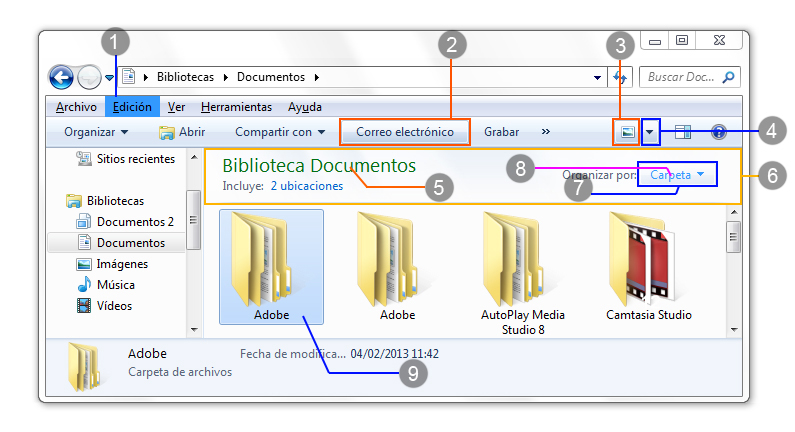 1
2
3
Bibliotecas Documentos
Buscar Doc...
Archivo Edición Ver Herramientas Ayuda
4
Organizar Abrir Compartir con Correo electrónico Grabar »
Sitios recientes
Biblioteca Documentos
8
Organizar por: Carpeta
6
Incluye: 2 ubicaciones
5
7
Bibliotecas
Documentos 2
Documentos
Imágenes
Música
Vídeos
Adobe
Adobe
AutoPlay Media
Studio 8
Camtasia Studio
Adobe
Fecha de modifica... 04/02/2013 11:42
Carpeta de archivos
9